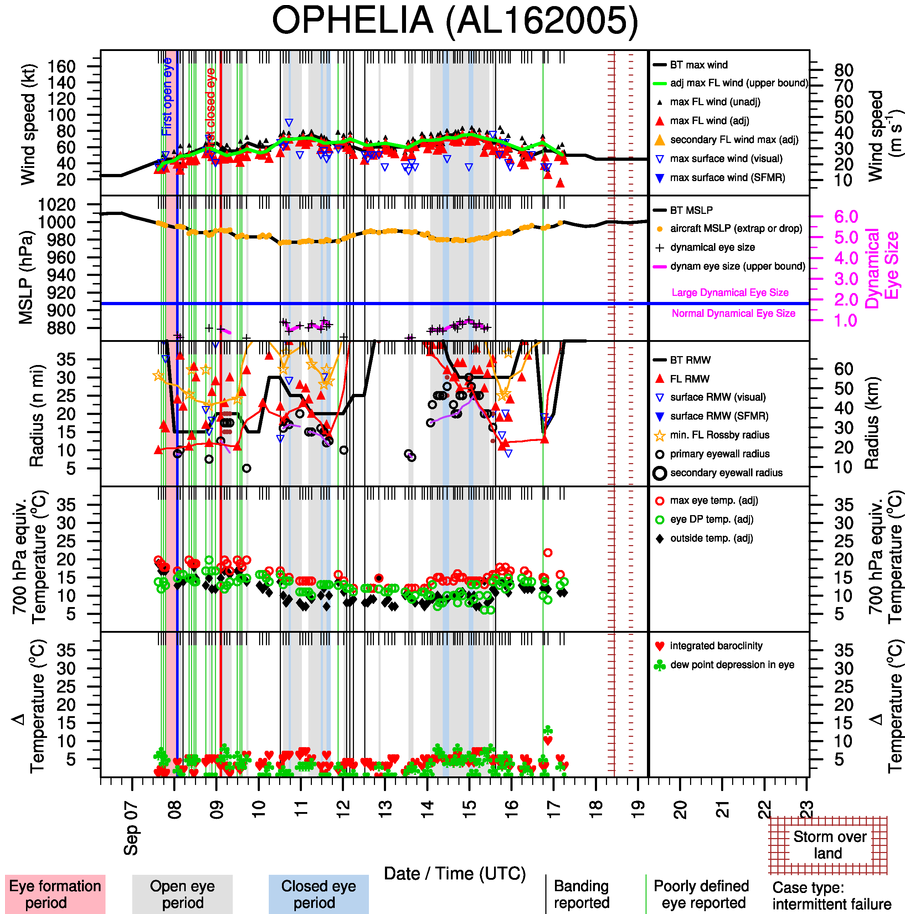 OPHELIA (AL162005)
Wind speed (kt)
160
140
120
100
80
60
40
20
First open eye
closed eye
80
70
60
50
40
30
20
10
Wind speed
(m s⁻¹)
BT max wind
adj max FL wind (upper bound)
max FL wind (unadj)
max FL wind (adj)
secondary FL wind max (adj)
max surface wind (visual)
max surface wind (SFMR)
MSLP (hPa)
1020
1000
980
960
940
920
900
880
BT MSLP
aircraft MSLP (extrap or drop)
dynamical eye size
dynam eye size (upper bound)
Large Dynamical Eye Size
Normal Dynamical Eye Size
6.0
5.0
4.0
3.0
2.0
1.0
Dynamical
Eye Size
Radius (n mi)
35
30
25
20
15
10
5
BT RMW
FL RMW
surface RMW (visual)
surface RMW (SFMR)
min. FL Rossby radius
primary eyewall radius
secondary eyewall radius
60
50
40
30
20
10
Radius (km)
700 hPa equiv.
Temperature (°C)
35
30
25
20
15
10
5
max eye temp. (adj)
eye DP temp. (adj)
outside temp. (adj)
35
30
25
20
15
10
5
700 hPa equiv.
Temperature (°C)
Δ
Temperature (°C)
35
30
25
20
15
10
5
integrated baroclinity
dew point depression in eye
35
30
25
20
15
10
5
Δ
Temperature (°C)
Sep 07
08
09
10
11
12
13
14
15
16
17
18
19
20
21
22
23
Date / Time (UTC)
Storm over
land
Eye formation
period
Open eye
period
Closed eye
period
Banding
reported
Poorly defined
eye reported
Case type:
intermittent failure